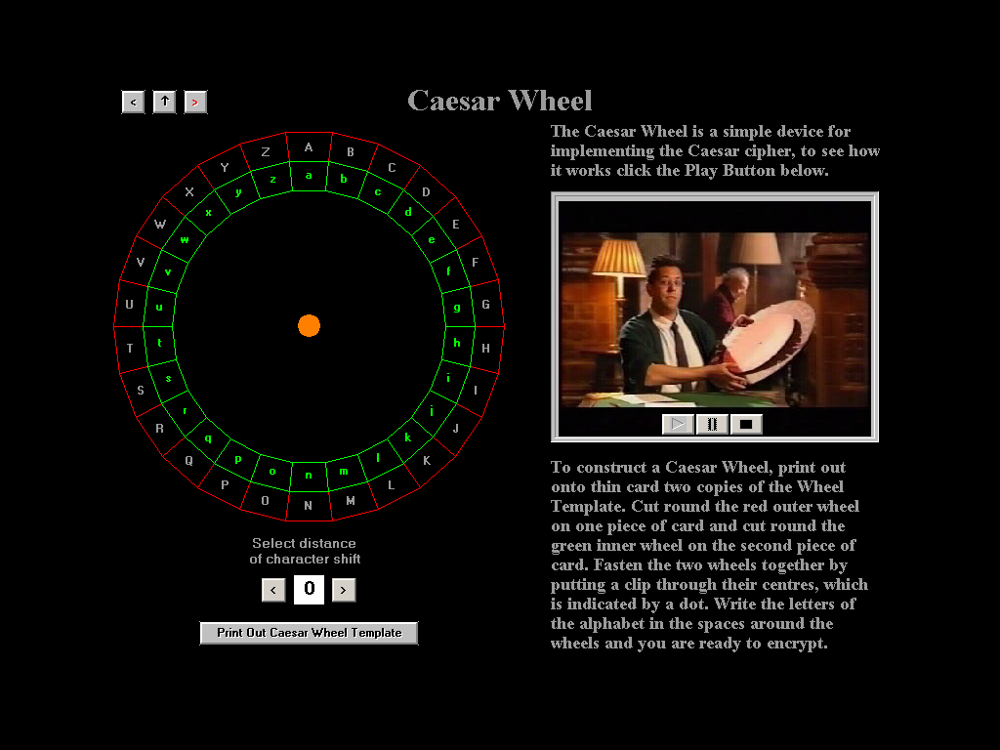 < ↑ >
Caesar Wheel
The Caesar Wheel is a simple device for
implementing the Caesar cipher, to see how
it works click the Play Button below.
A B C D E F G H I J K L M N O P Q R S T U V W X Y Z
a b c d e f g h i j k l m n o p q r s t u v w x y z
Select distance
of character shift
< 0 >
Print Out Caesar Wheel Template
To construct a Caesar Wheel, print out
onto thin card two copies of the Wheel
Template. Cut round the red outer wheel
on one piece of card and cut round the
green inner wheel on the second piece of
card. Fasten the two wheels together by
putting a clip through their centres, which
is indicated by a dot. Write the letters of
the alphabet in the spaces around the
wheels and you are ready to encrypt.